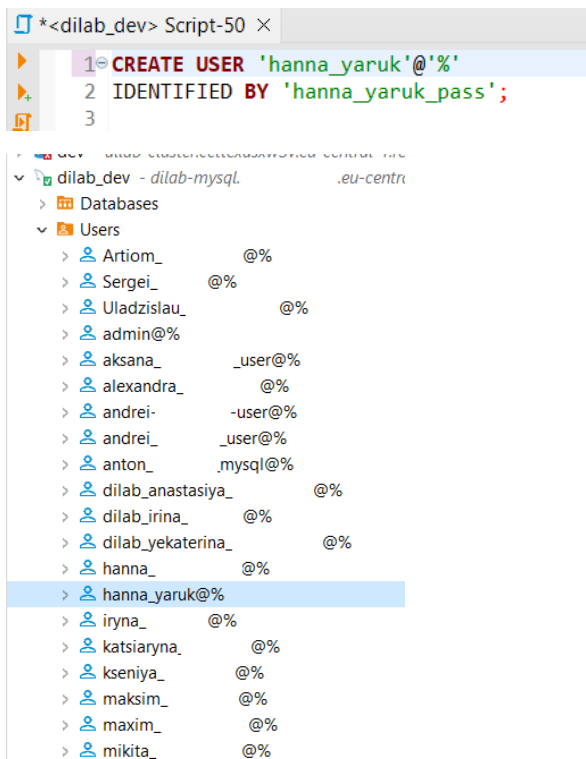 *<dilab_dev> Script-50 ×
1 CREATE USER 'hanna_yaruk'@'%'
2 IDENTIFIED BY 'hanna_yaruk_pass';
3
dilab_dev - dilab-mysql. .eu-centra
Databases
Users
Artiom_ @%
Sergei_ @%
Uladzislau_ @%
admin@%
aksana_ _user@%
alexandra_ @%
andrei- -user@%
andrei_ _user@%
anton_ mysql@%
dilab_anastasiya_ @%
dilab_irina_ @%
dilab_yekaterina_ @%
hanna_ @%
hanna_yaruk@%
iryna_ @%
katsiaryna_ @%
kseniya_ @%
maksim_ @%
maxim_ @%
mikita_ @%